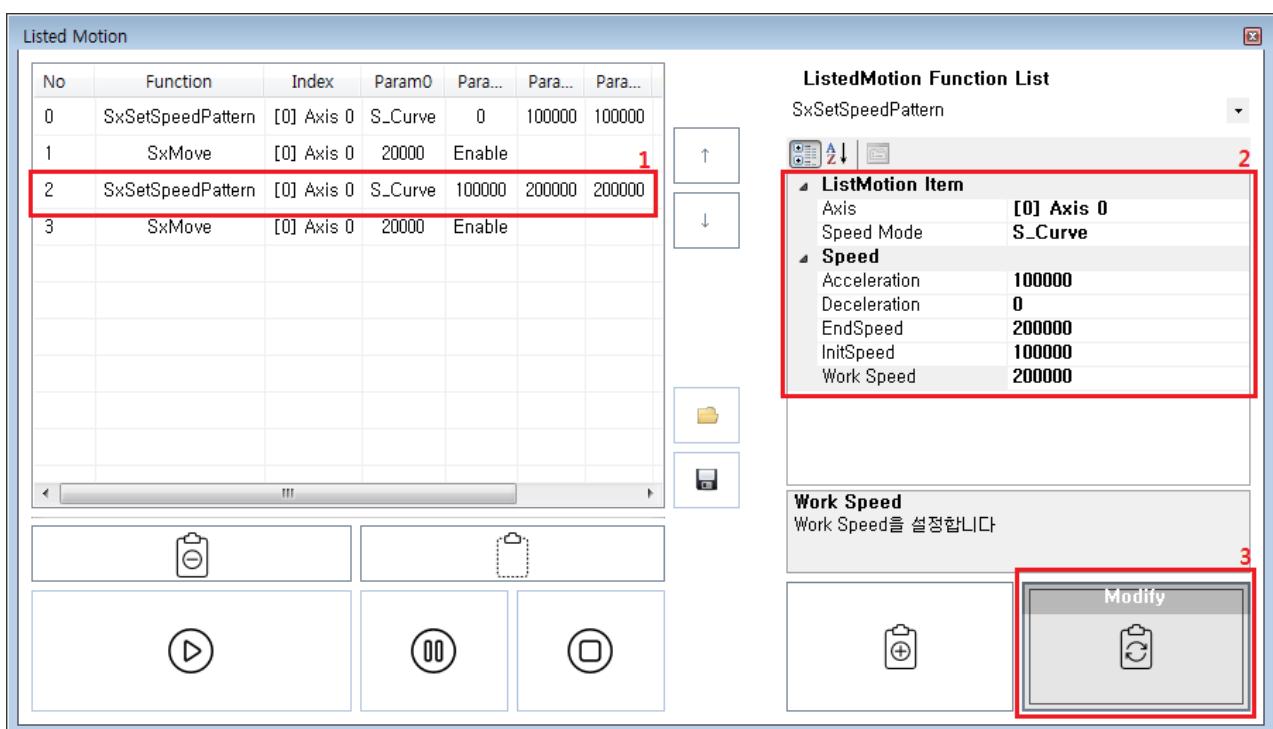 Listed Motion
No Function Index Param0 Para... Para... Para...
0 SxSetSpeedPattern [0] Axis 0 S_Curve 0 100000 100000
1 SxMove [0] Axis 0 20000 Enable
1
2 SxSetSpeedPattern [0] Axis 0 S_Curve 100000 200000 200000
3 SxMove [0] Axis 0 20000 Enable
ListedMotion Function List
SxSetSpeedPattern
2
ListMotion Item
Axis [0] Axis 0
Speed Mode S_Curve
Speed
Acceleration 100000
Deceleration 0
EndSpeed 200000
InitSpeed 100000
Work Speed 200000
Work Speed
Work Speed을 설정합니다
3
Modify